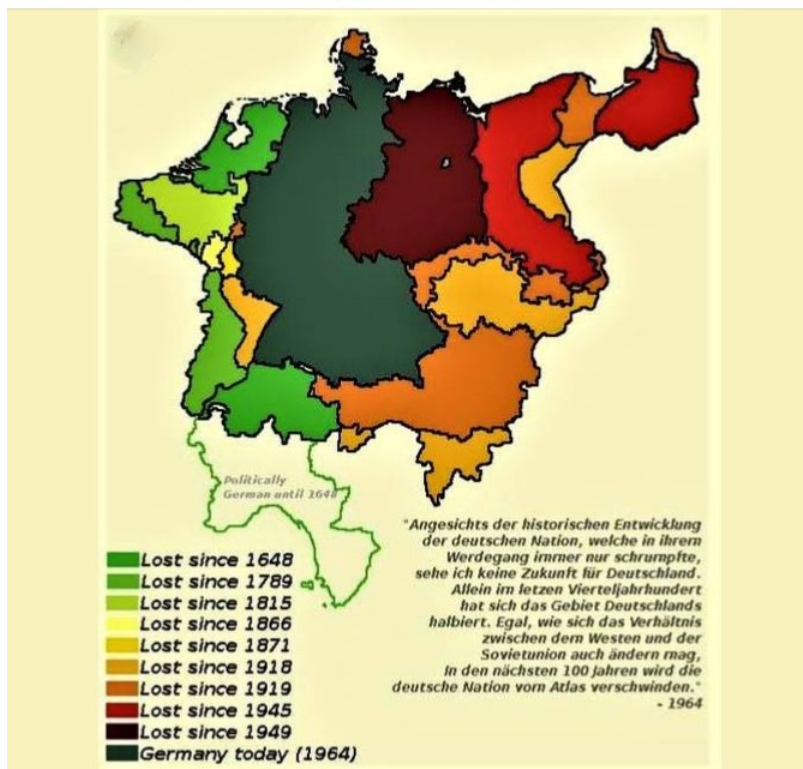 Politically
German until 1648
Lost since 1648
Lost since 1789
Lost since 1815
Lost since 1866
Lost since 1871
Lost since 1918
Lost since 1919
Lost since 1945
Lost since 1949
Germany today (1964)
"Angesichts der historischen Entwicklung
der deutschen Nation, welche in ihrem
Werdegang immer nur schrumpfte,
sehe ich keine Zukunft für Deutschland.
Allein im letzen Vierteljahrhundert
hat sich das Gebiet Deutschlands
halbiert. Egal, wie sich das Verhältnis
zwischen dem Westen und der
Sovietunion auch ändern mag,
In den nächsten 100 Jahren wird die
deutsche Nation vom Atlas verschwinden."
- 1964